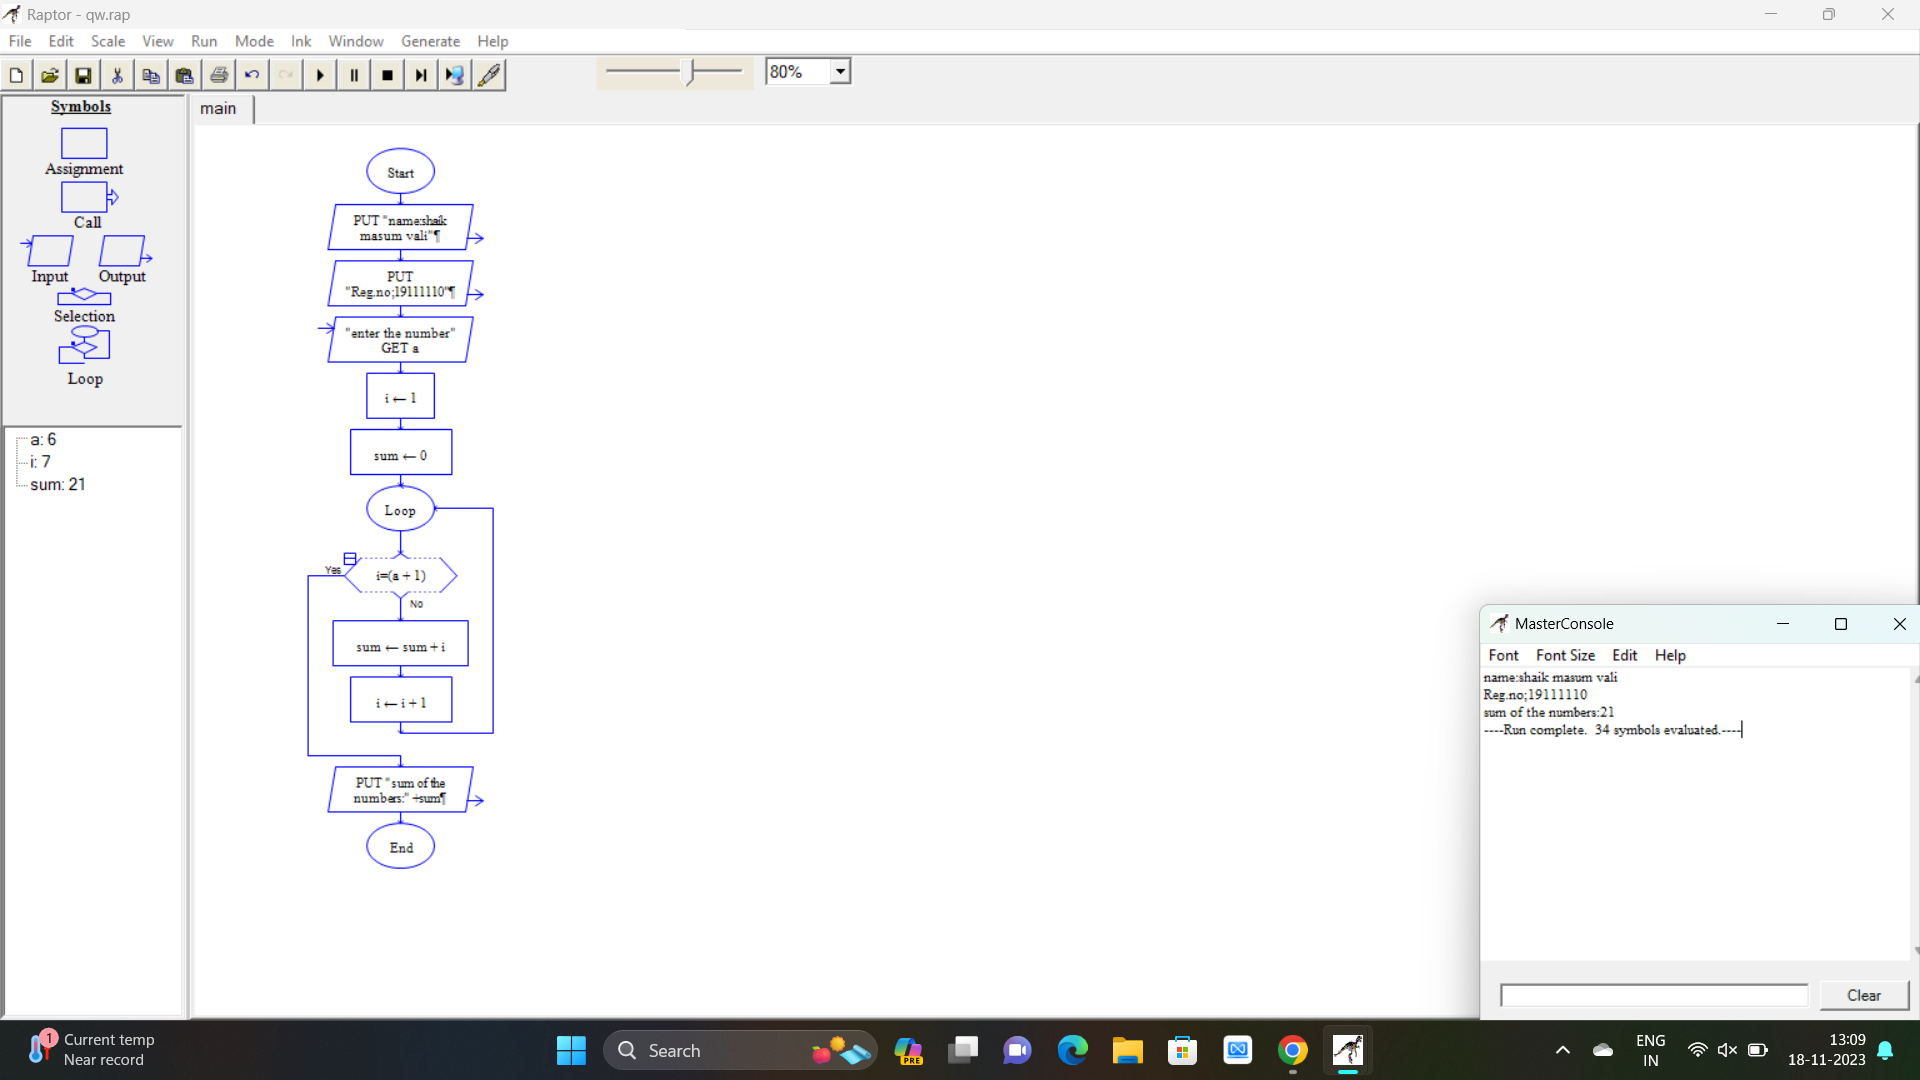 Raptor - qw.rap
File Edit Scale View Run Mode Ink Window Generate Help
80%
Symbols
Assignment
Call
Input Output
Selection
Loop
a: 6
i: 7
sum: 21
main
Start
PUT "name:shaik
masum vali"¶
PUT
"Reg.no;19111110"¶
"enter the number"
GET a
i ← 1
sum ← 0
Loop
Yes
i=(a + 1)
No
sum ← sum + i
i ← i + 1
PUT "sum of the
numbers:" +sum¶
End
MasterConsole
Font Font Size Edit Help
name:shaik masum vali
Reg.no;19111110
sum of the numbers:21
----Run complete. 34 symbols evaluated.----
Clear
1
Current temp
Near record
Search
PRE
ENG
IN
13:09
18-11-2023